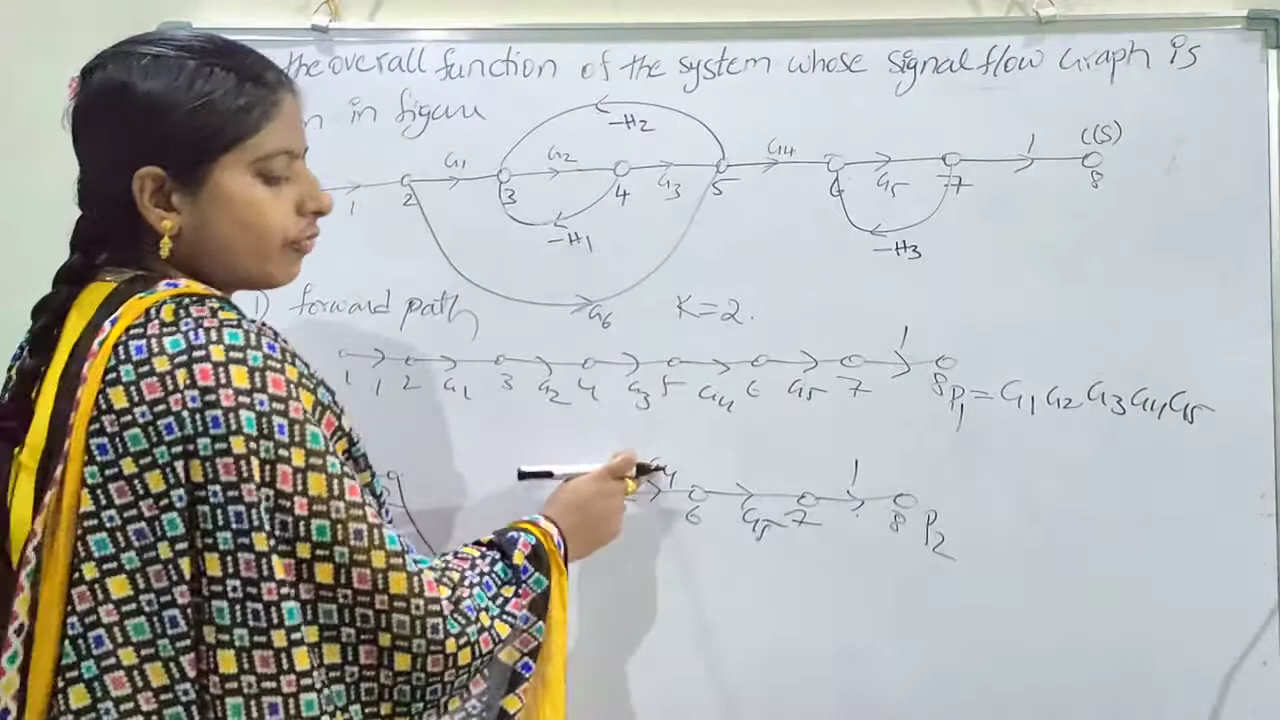 the overall function of the system whose signal flow Graph is
n in figure
-H2
G1 G2 G3 G4 G5 1 C(S)
1 2 3 4 5 6 7 8
-H1 -H3
G6
1) forward path K=2.
1
1 1 2 G1 3 G2 4 G3 5 G4 6 G5 7 8
P1 = G1 G2 G3 G4 G5
G4 1
6 G5 7 8 P2